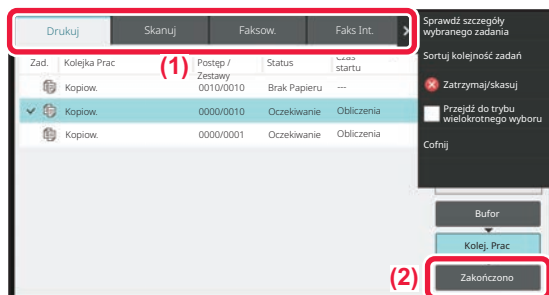 Drukuj Skanuj Faksow. Faks Int.
(1)
Zad. Kolejka Prac Postęp / Zestawy Status Czas startu
Kopiow. 0010/0010 Brak Papieru ---
Kopiow. 0000/0010 Oczekiwanie Obliczenia
Kopiow. 0000/0001 Oczekiwanie Obliczenia
Sprawdź szczegóły
wybranego zadania
Sortuj kolejność zadań
Zatrzymaj/skasuj
Przejdź do trybu
wielokrotnego wyboru
Cofnij
Bufor
Kolej. Prac
(2)
Zakończono